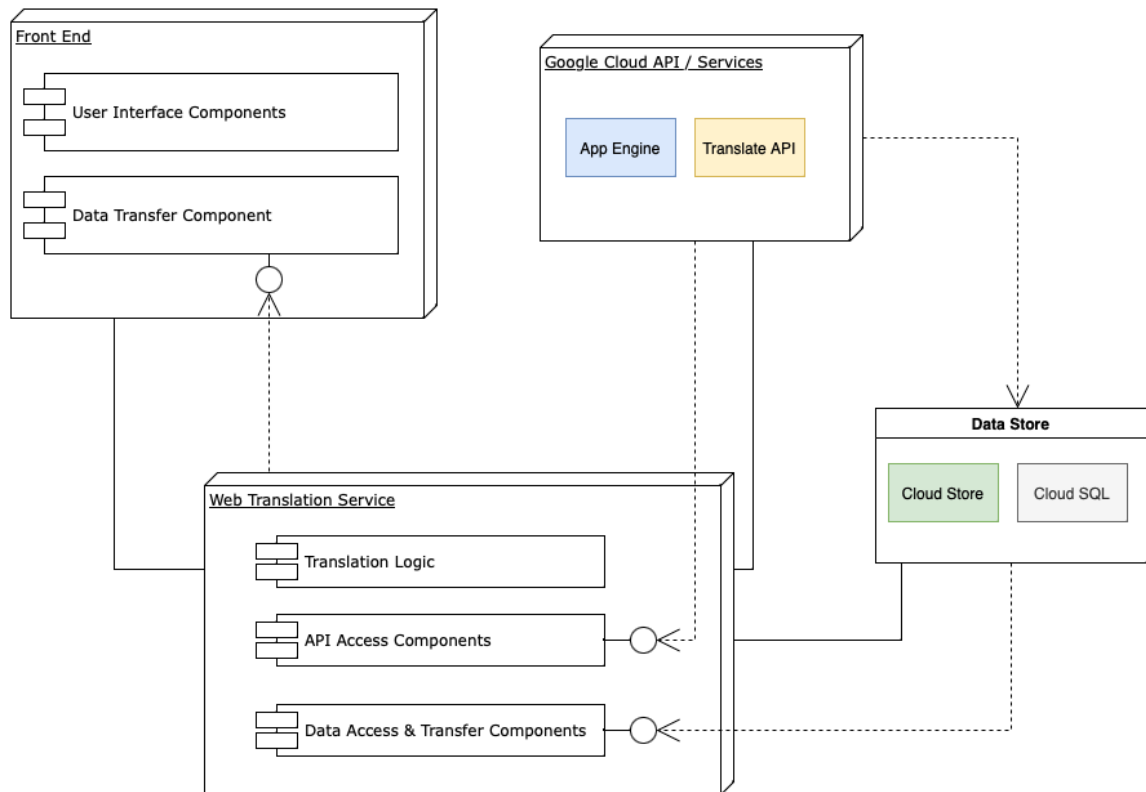 Front End
User Interface Components
Data Transfer Component
Google Cloud API / Services
App Engine
Translate API
Data Store
Cloud Store
Cloud SQL
Web Translation Service
Translation Logic
API Access Components
Data Access & Transfer Components